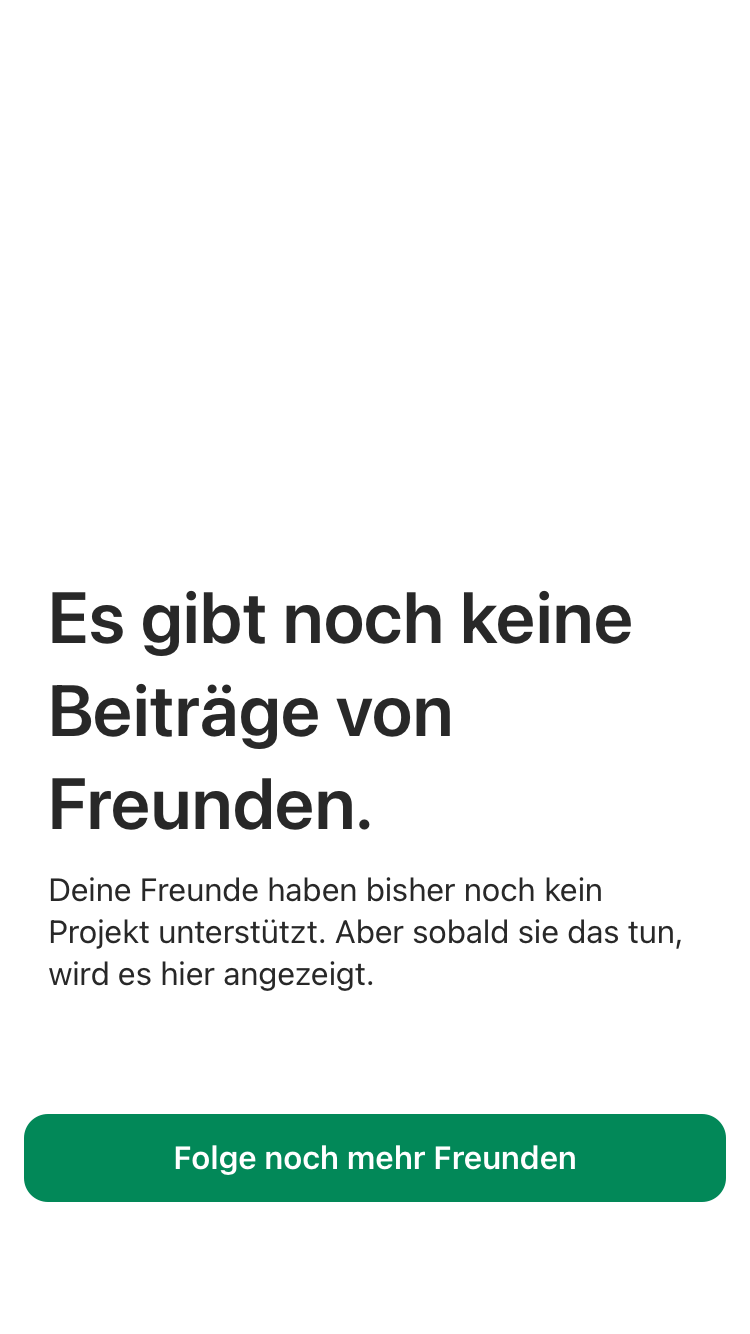 Es gibt noch keine
Beiträge von
Freunden.
Deine Freunde haben bisher noch kein
Projekt unterstützt. Aber sobald sie das tun,
wird es hier angezeigt.
Folge noch mehr Freunden